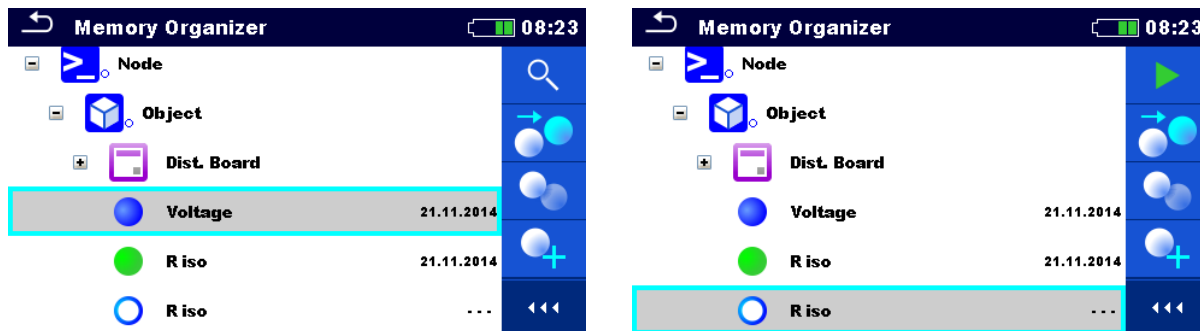 Memory Organizer 08:23
Node
Object
Dist. Board
Voltage 21.11.2014
R iso 21.11.2014
R iso - - -
Memory Organizer 08:23
Node
Object
Dist. Board
Voltage 21.11.2014
R iso 21.11.2014
R iso - - -